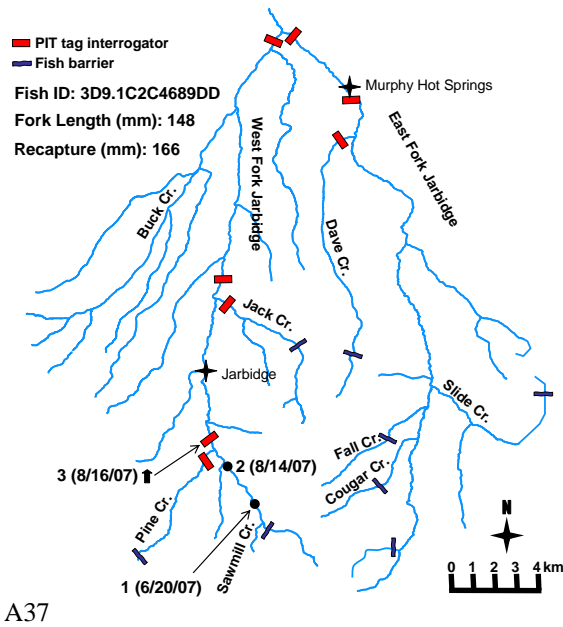 PIT tag interrogator
Fish barrier
Fish ID: 3D9.1C2C4689DD
Fork Length (mm): 148
Recapture (mm): 166
Murphy Hot Springs
West Fork Jarbidge
East Fork Jarbidge
Buck Cr.
Dave Cr.
Jack Cr.
Jarbidge
Slide Cr.
Fall Cr.
Cougar Cr.
3 (8/16/07)
2 (8/14/07)
Pine Cr.
Sawmill Cr.
1 (6/20/07)
N
0 1 2 3 4 km
A37